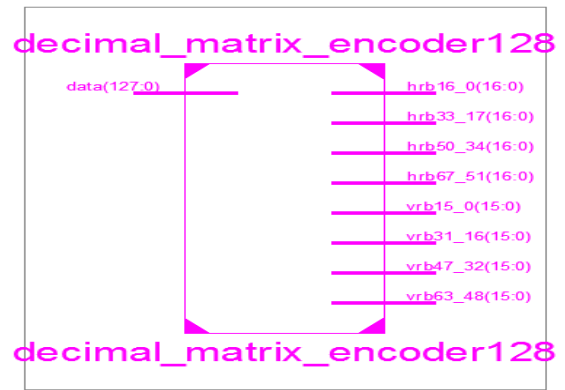 decimal_matrix_encoder128
data(127:0)
hrb16_0(16:0)
hrb33_17(16:0)
hrb50_34(16:0)
hrb67_51(16:0)
vrb15_0(15:0)
vrb31_16(15:0)
vrb47_32(15:0)
vrb63_48(15:0)
decimal_matrix_encoder128